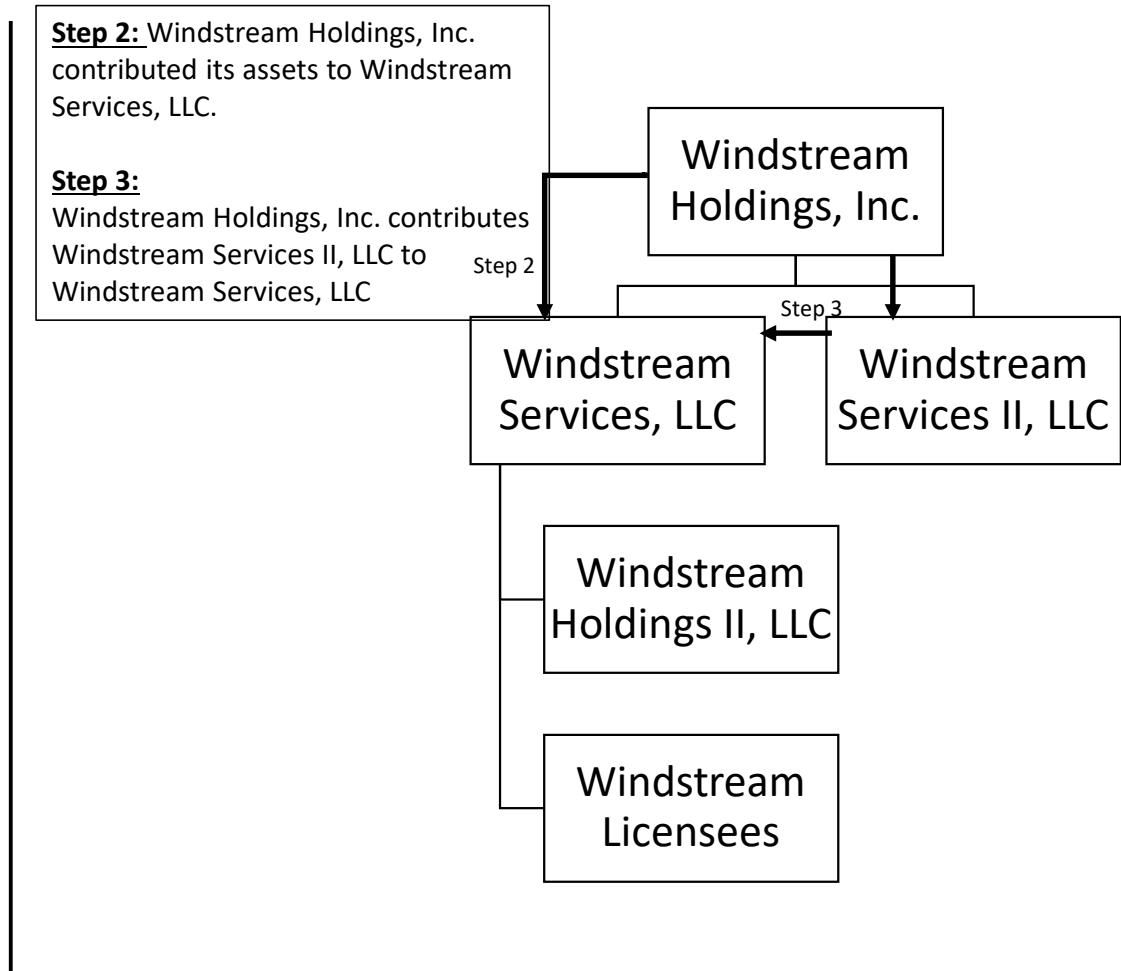 Step 2: Windstream Holdings, Inc.
contributed its assets to Windstream
Services, LLC.
Step 3:
Windstream Holdings, Inc. contributes
Windstream Services II, LLC to
Windstream Services, LLC
Windstream
Holdings, Inc.
Step 2
Step 3
Windstream
Services, LLC
Windstream
Services II, LLC
Windstream
Holdings II, LLC
Windstream
Licensees